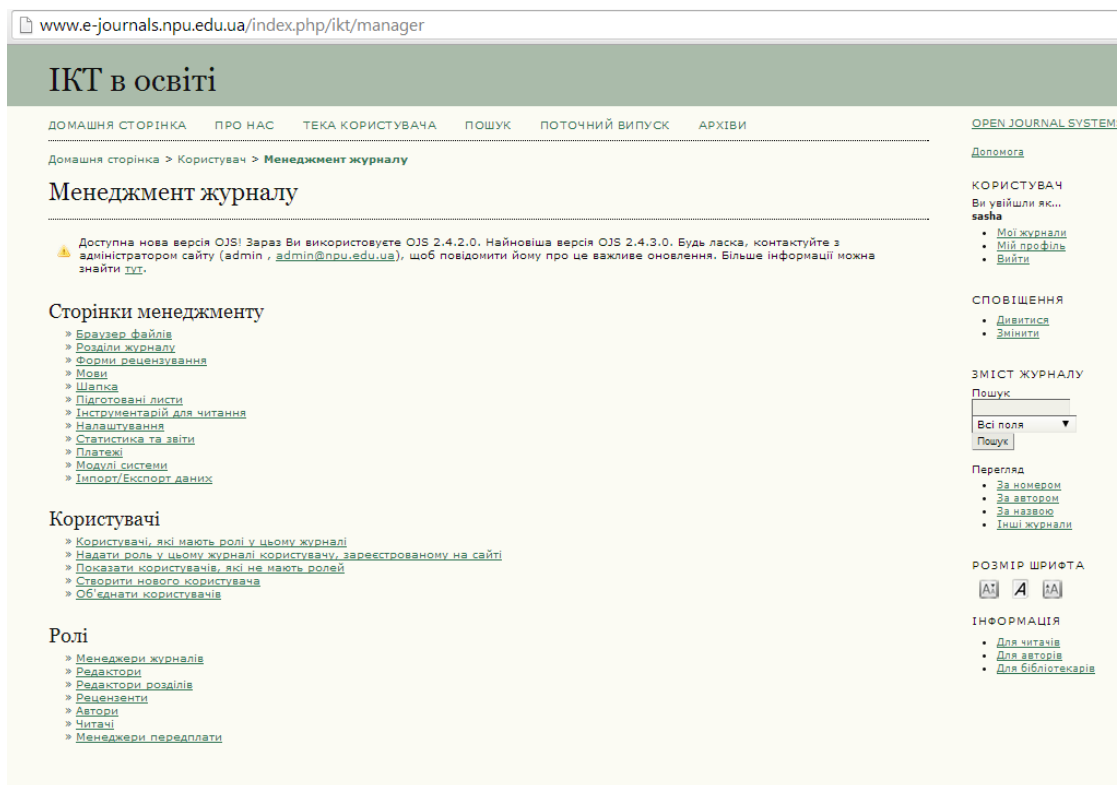 www.e-journals.npu.edu.ua/index.php/ikt/manager
ІКТ в освіті
ДОМАШНЯ СТОРІНКА ПРО НАС ТЕКА КОРИСТУВАЧА ПОШУК ПОТОЧНИЙ ВИПУСК АРХІВИ
Домашня сторінка > Користувач > Менеджмент журналу
Менеджмент журналу
Доступна нова версія OJS! Зараз Ви використовуєте OJS 2.4.2.0. Найновіша версія OJS 2.4.3.0. Будь ласка, контактуйте з
адміністратором сайту (admin , admin@npu.edu.ua), щоб повідомити йому про це важливе оновлення. Більше інформації можна
знайти тут.
Сторінки менеджменту
» Браузер файлів
» Розділи журналу
» Форми рецензування
» Мови
» Шапка
» Підготовані листи
» Інструментарій для читання
» Налаштування
» Статистика та звіти
» Платежі
» Модулі системи
» Імпорт/Експорт даних
Користувачі
» Користувачі, які мають ролі у цьому журналі
» Надати роль у цьому журналі користувачу, зареєстрованому на сайті
» Показати користувачів, які не мають ролей
» Створити нового користувача
» Об'єднати користувачів
Ролі
» Менеджери журналів
» Редактори
» Редактори розділів
» Рецензенти
» Автори
» Читачі
» Менеджери передплати
OPEN JOURNAL SYSTEMS
Допомога
КОРИСТУВАЧ
Ви увійшли як...
sasha
• Мої журнали
• Мій профіль
• Вийти
СПОВІЩЕННЯ
• Дивитися
• Змінити
ЗМІСТ ЖУРНАЛУ
Пошук
Всі поля
Пошук
Перегляд
• За номером
• За автором
• За назвою
• Інші журнали
РОЗМІР ШРИФТА
A A A
ІНФОРМАЦІЯ
• Для читачів
• Для авторів
• Для бібліотекарів